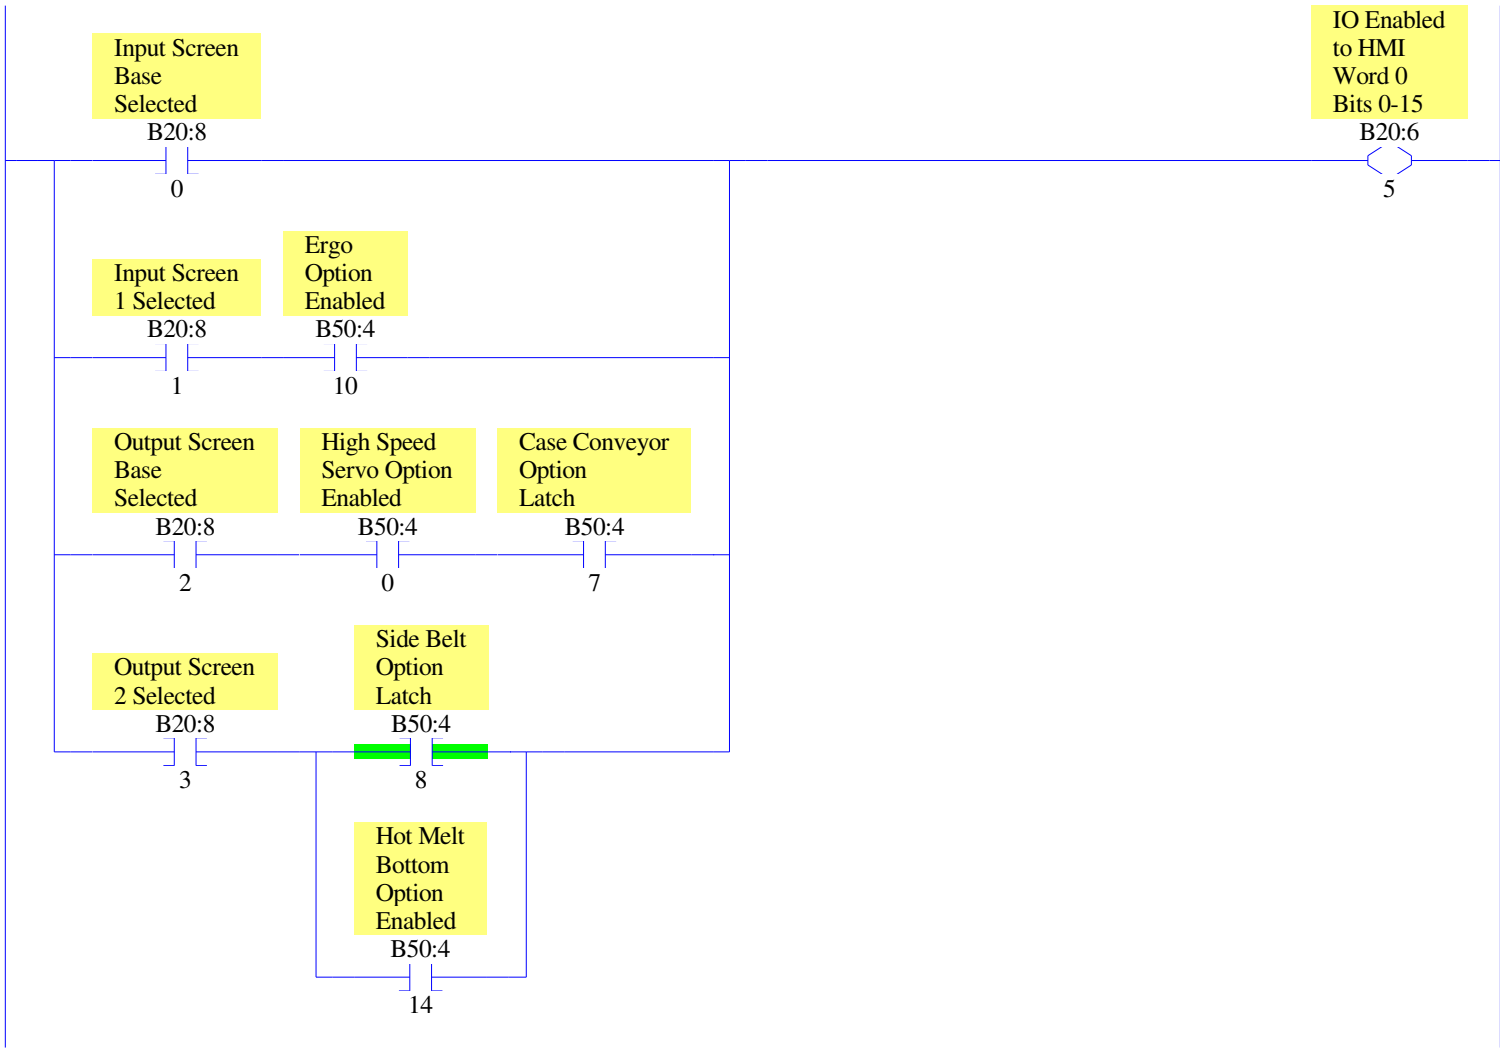 Input Screen
Base
Selected
B20:8
0
IO Enabled
to HMI
Word 0
Bits 0-15
B20:6
5
Input Screen
1 Selected
B20:8
1
Ergo
Option
Enabled
B50:4
10
Output Screen
Base
Selected
B20:8
2
High Speed
Servo Option
Enabled
B50:4
0
Case Conveyor
Option
Latch
B50:4
7
Output Screen
2 Selected
B20:8
3
Side Belt
Option
Latch
B50:4
8
Hot Melt
Bottom
Option
Enabled
B50:4
14